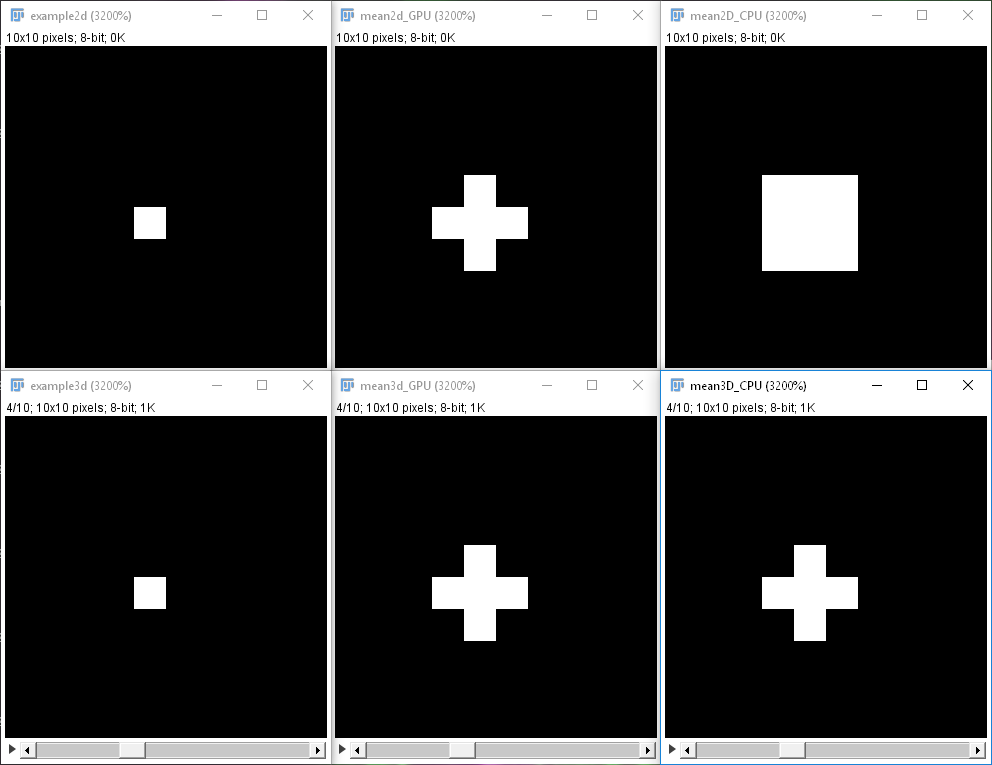 example2d (3200%)
10x10 pixels; 8-bit; 0K
mean2d_GPU (3200%)
10x10 pixels; 8-bit; 0K
mean2D_CPU (3200%)
10x10 pixels; 8-bit; 0K
example3d (3200%)
4/10; 10x10 pixels; 8-bit; 1K
mean3d_GPU (3200%)
4/10; 10x10 pixels; 8-bit; 1K
mean3D_CPU (3200%)
4/10; 10x10 pixels; 8-bit; 1K